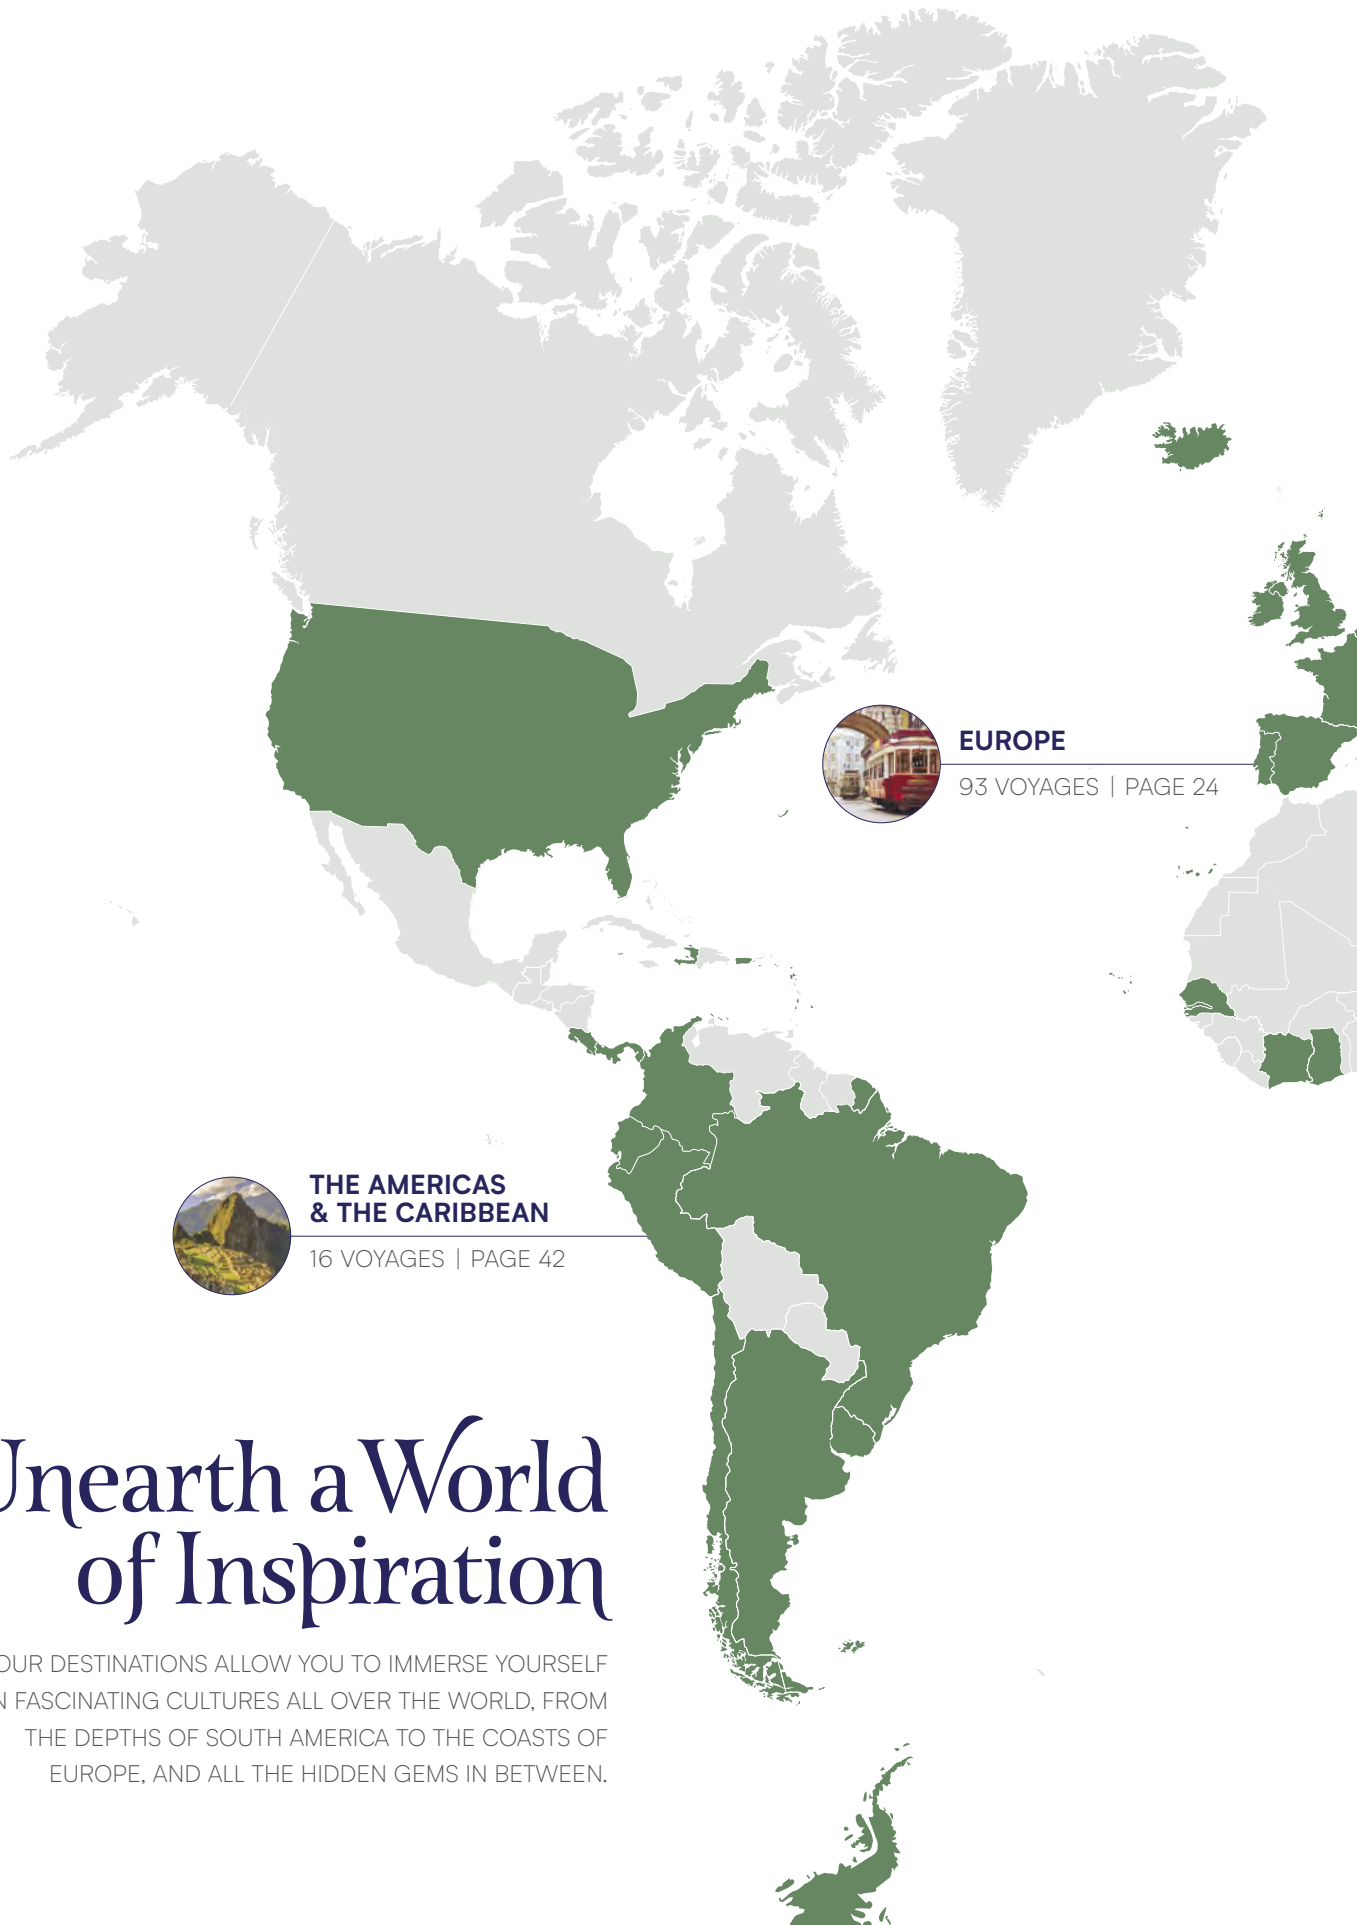 EUROPE
93 VOYAGES | PAGE 24
THE AMERICAS
& THE CARIBBEAN
16 VOYAGES | PAGE 42
Unearth a World
of Inspiration
OUR DESTINATIONS ALLOW YOU TO IMMERSE YOURSELF
N FASCINATING CULTURES ALL OVER THE WORLD, FROM
THE DEPTHS OF SOUTH AMERICA TO THE COASTS OF
EUROPE, AND ALL THE HIDDEN GEMS IN BETWEEN.